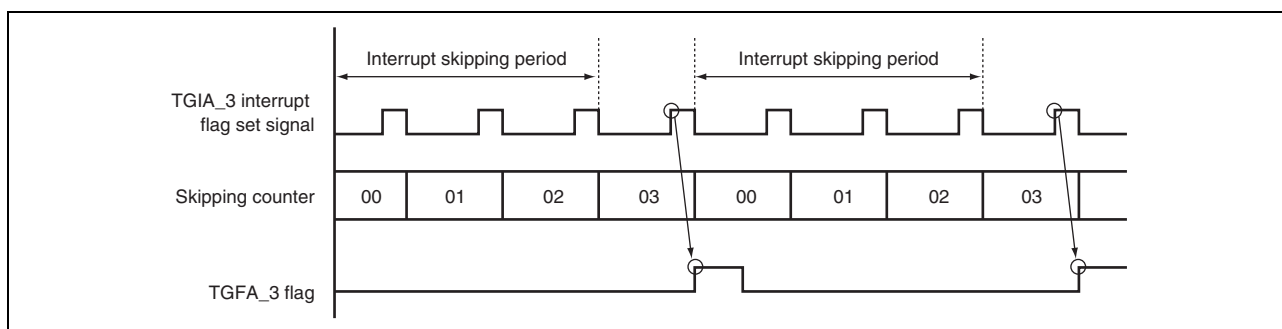 Interrupt skipping period Interrupt skipping period
TGIA_3 interrupt
flag set signal
Skipping counter 00 01 02 03 00 01 02 03
TGFA_3 flag